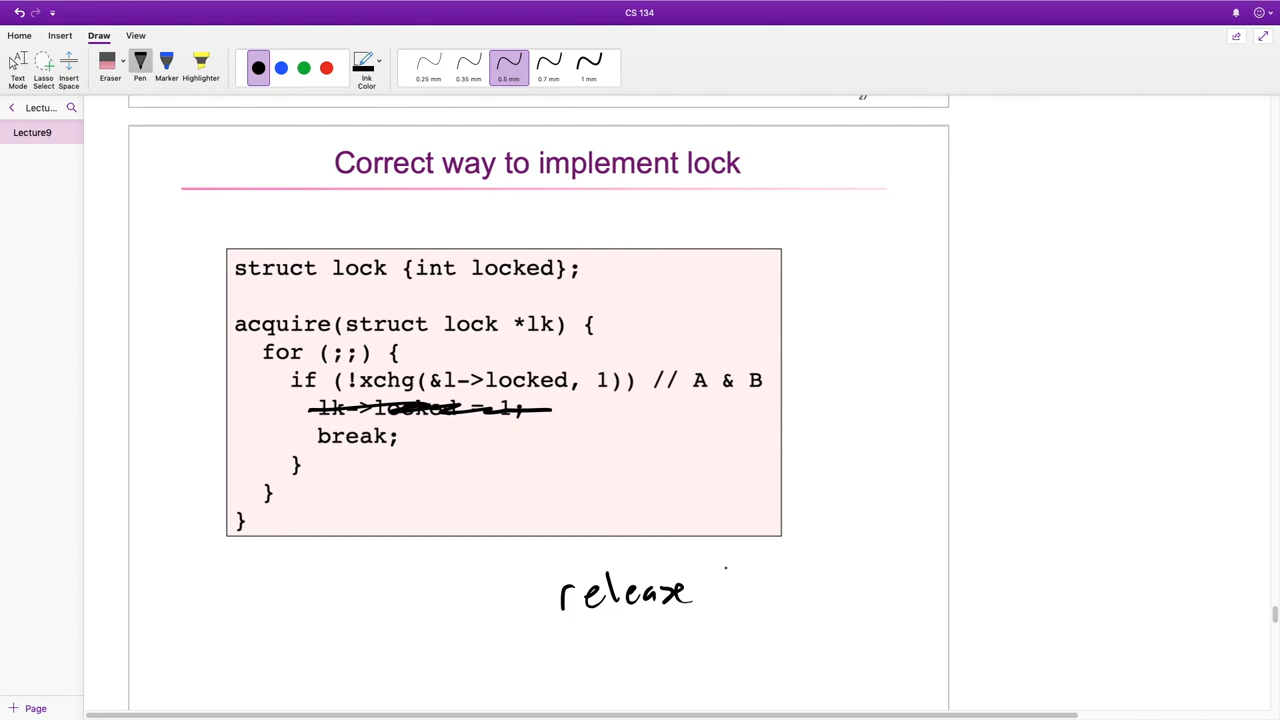 CS 134
Home Insert Draw View
Text Mode
Lasso Select
Insert Space
Eraser
Pen
Marker
Highlighter
Ink Color
0.25 mm
0.35 mm
0.5 mm
0.7 mm
1 mm
Lectu...
Lecture9
27
Correct way to implement lock
struct lock {int locked};
acquire(struct lock *lk) {
for (;;) {
if (!xchg(&l->locked, 1)) // A & B
lk->locked = 1;
break;
}
}
}
release
+ Page